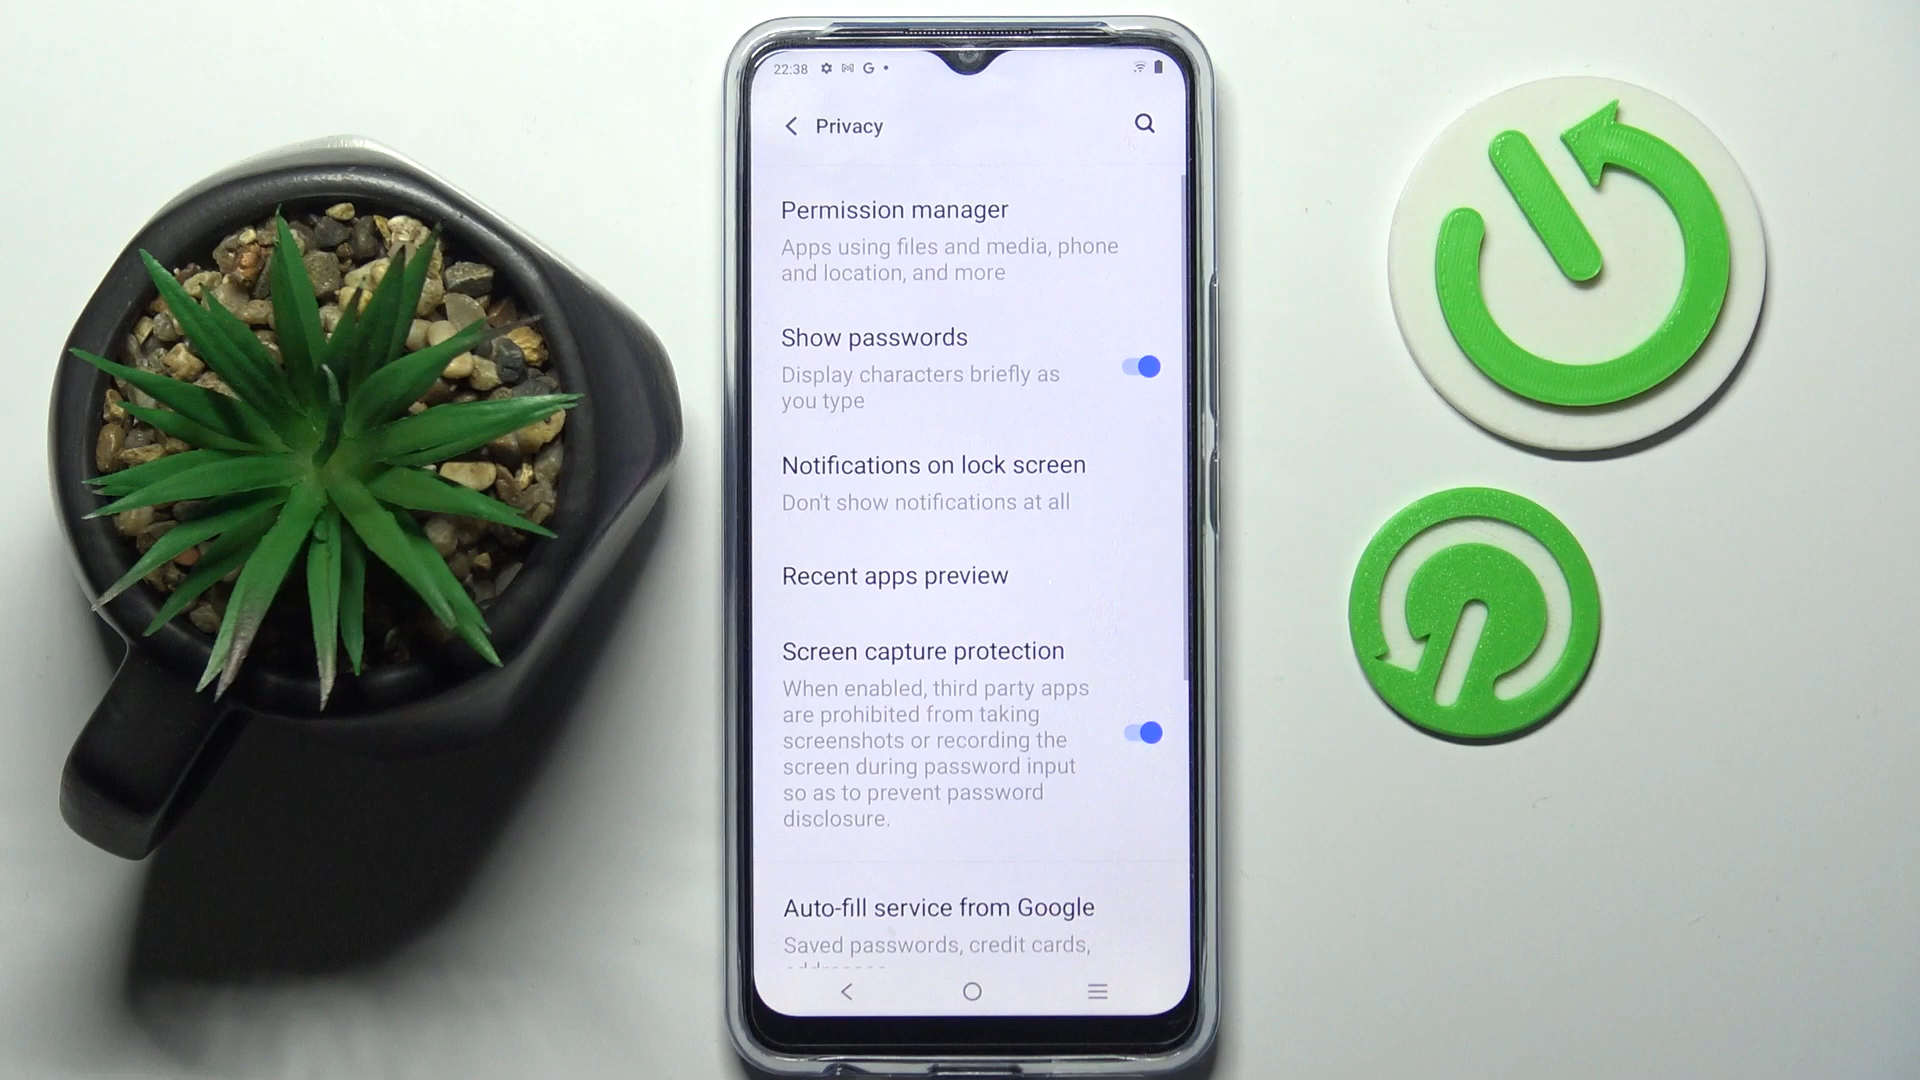 22:38
Privacy
Permission manager
Apps using files and media, phone
and location, and more
Show passwords
Display characters briefly as
you type
Notifications on lock screen
Don't show notifications at all
Recent apps preview
Screen capture protection
When enabled, third party apps
are prohibited from taking
screenshots or recording the
screen during password input
so as to prevent password
disclosure.
Auto-fill service from Google
Saved passwords, credit cards,